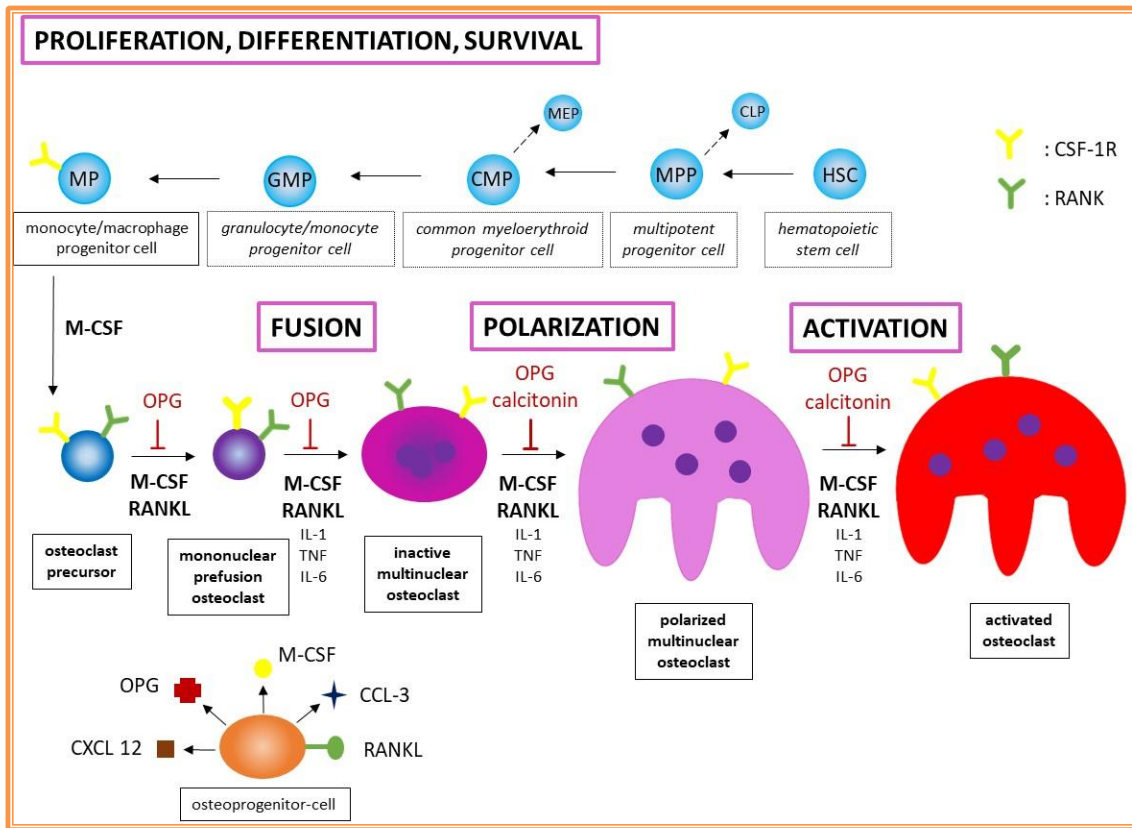 PROLIFERATION, DIFFERENTIATION, SURVIVAL
MEP
CLP
MP
GMP
CMP
MPP
HSC
: CSF-1R
: RANK
monocyte/macrophage
progenitor cell
granulocyte/monocyte
progenitor cell
common myeloerythroid
progenitor cell
multipotent
progenitor cell
hematopoietic
stem cell
M-CSF
FUSION
POLARIZATION
ACTIVATION
OPG
M-CSF
RANKL
OPG
M-CSF
RANKL
IL-1
TNF
IL-6
OPG
calcitonin
M-CSF
RANKL
IL-1
TNF
IL-6
OPG
calcitonin
M-CSF
RANKL
IL-1
TNF
IL-6
osteoclast
precursor
mononuclear
prefusion
osteoclast
inactive
multinuclear
osteoclast
polarized
multinuclear
osteoclast
activated
osteoclast
M-CSF
OPG
CCL-3
CXCL 12
RANKL
osteoprogenitor-cell